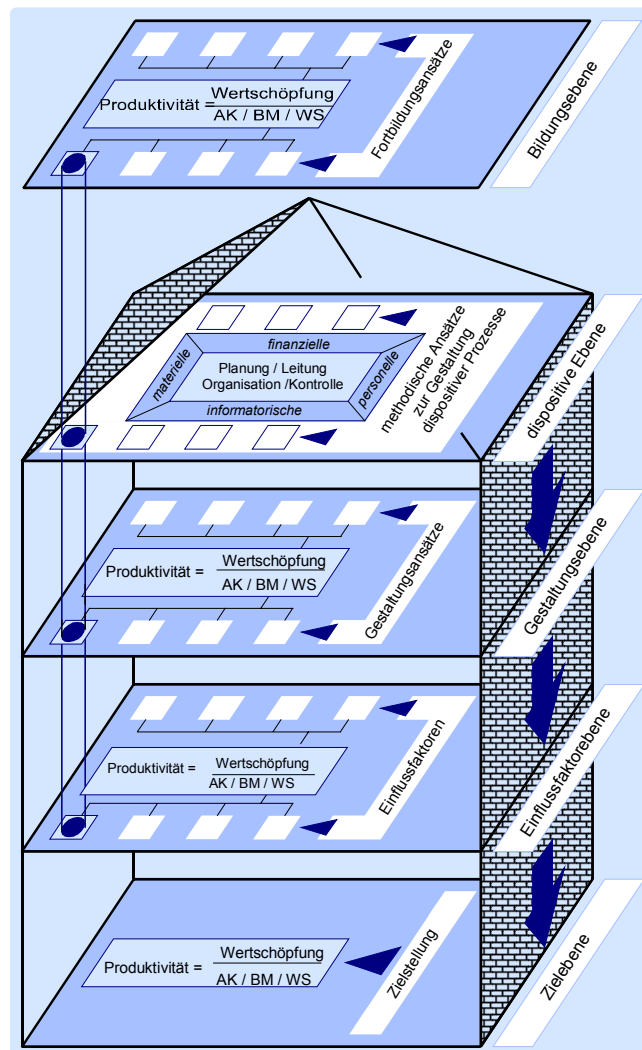 Produktivität = Wertschöpfung
AK / BM / WS
Fortbildungsansätze
Bildungsebene
finanzielle
materielle
Planung / Leitung
Organisation /Kontrolle
personelle
informatorische
methodische Ansätze
zur Gestaltung
dispositiver Prozesse
dispositive Ebene
Produktivität = Wertschöpfung
AK / BM / WS
Gestaltungsansätze
Gestaltungsebene
Produktivität = Wertschöpfung
AK / BM / WS
Einflussfaktoren
Einflussfaktorebene
Produktivität = Wertschöpfung
AK / BM / WS
Zielstellung
Zielebene